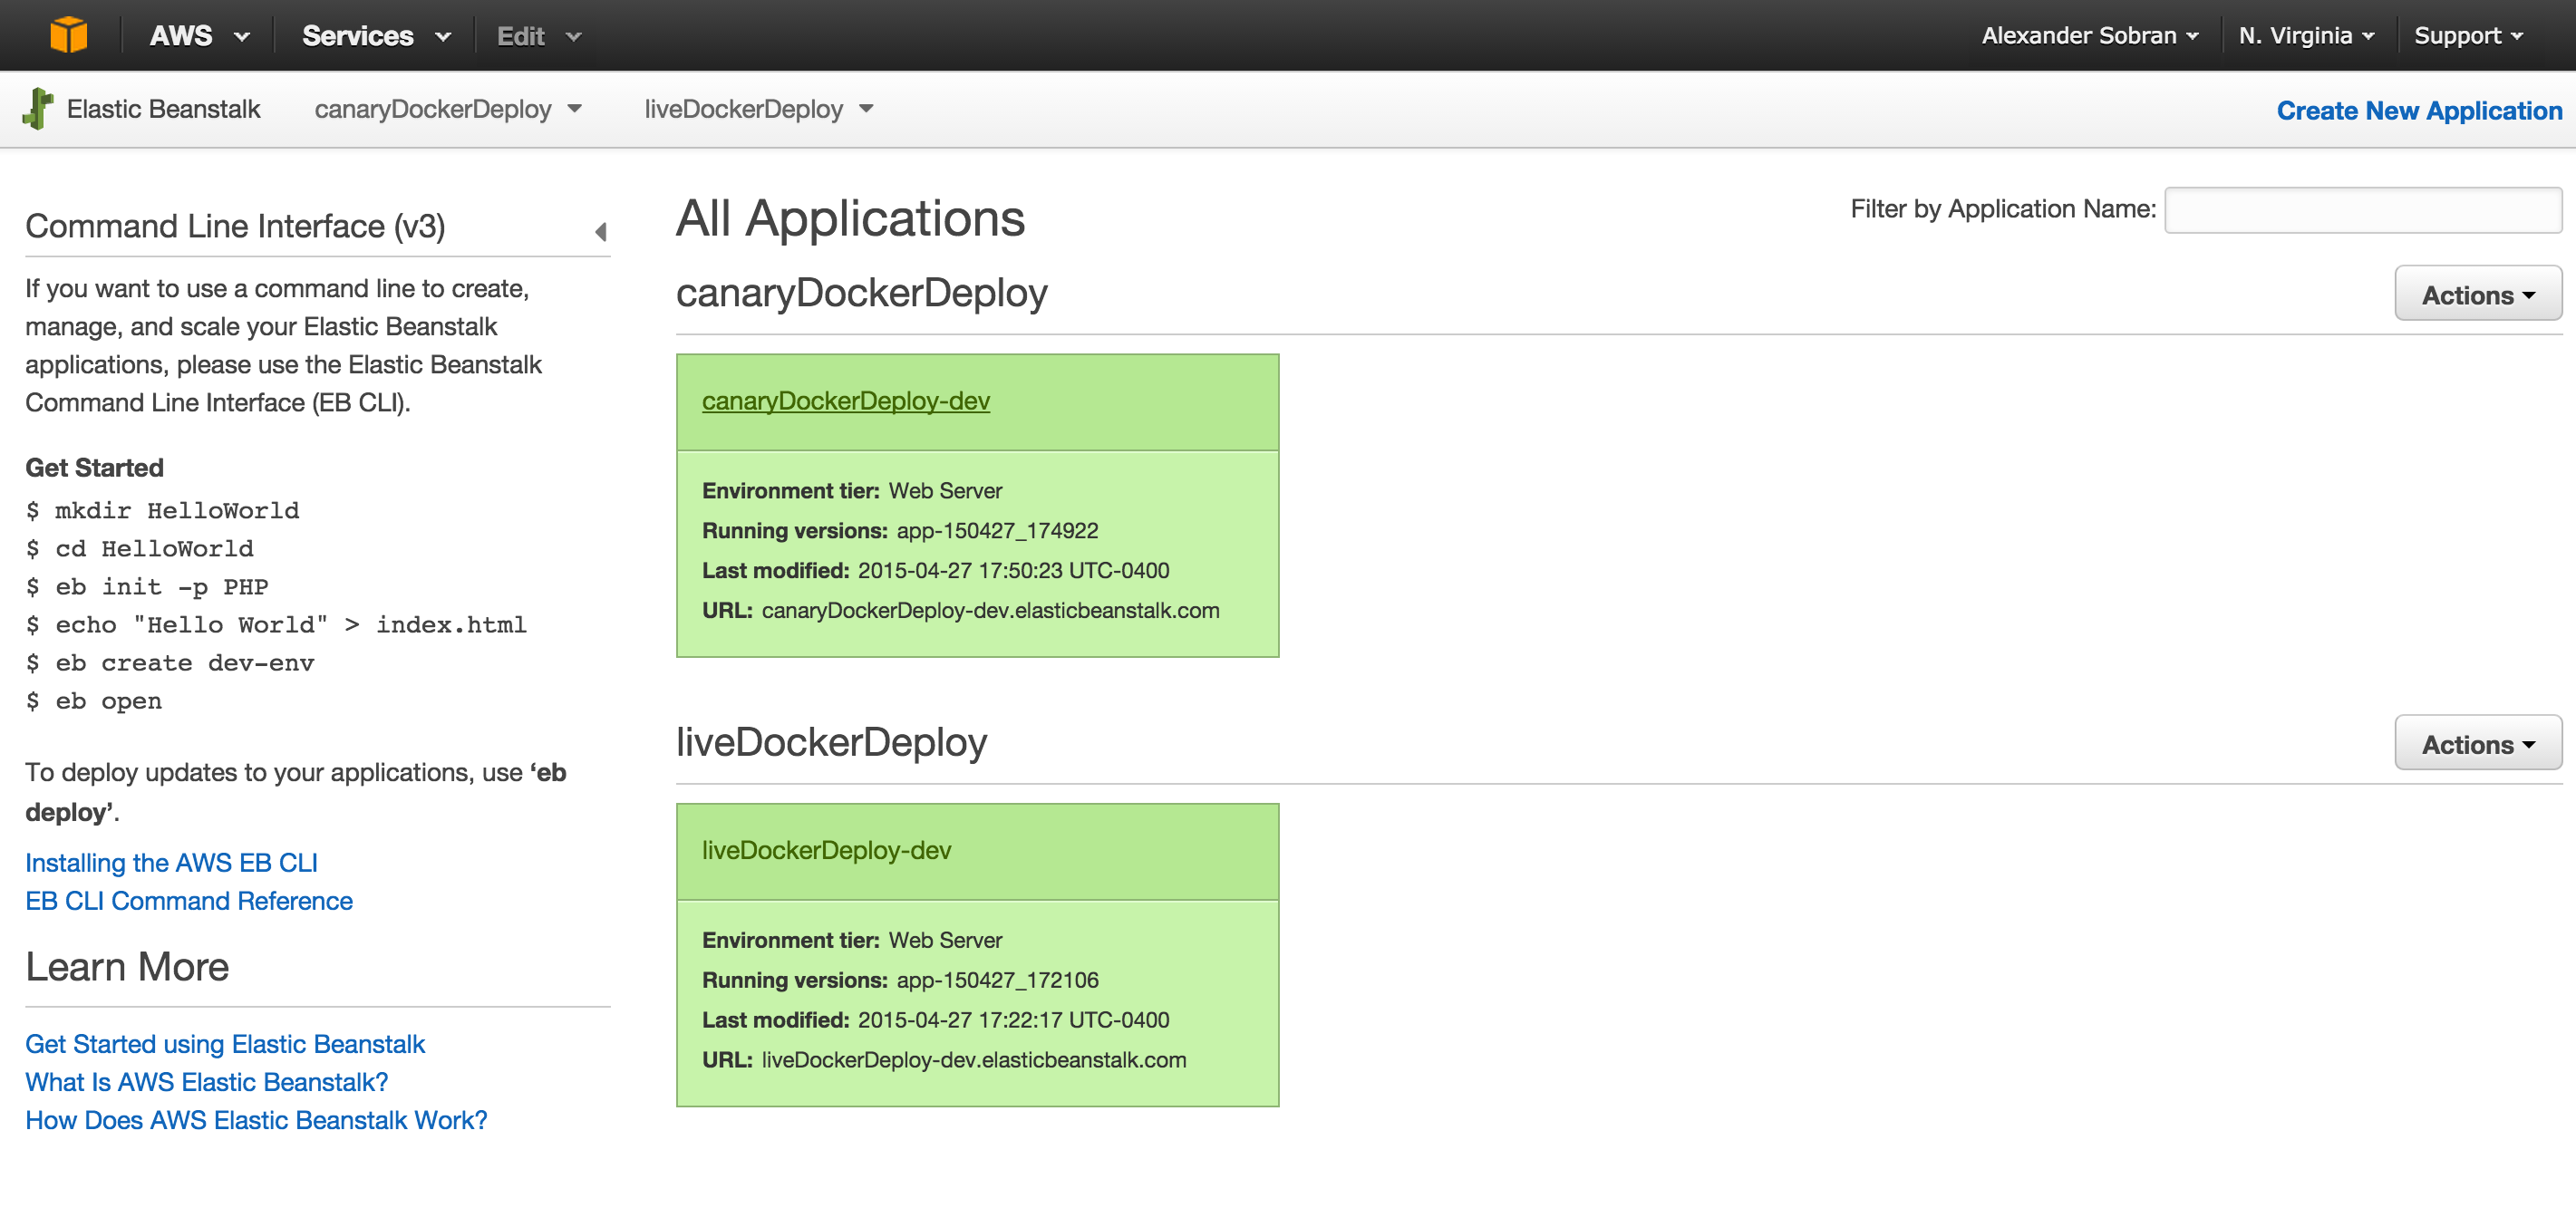 AWS Services Edit Alexander Sobran N. Virginia Support
Elastic Beanstalk canaryDockerDeploy liveDockerDeploy Create New Application
Command Line Interface (v3)
If you want to use a command line to create,
manage, and scale your Elastic Beanstalk
applications, please use the Elastic Beanstalk
Command Line Interface (EB CLI).
Get Started
$ mkdir HelloWorld
$ cd HelloWorld
$ eb init -p PHP
$ echo "Hello World" > index.html
$ eb create dev-env
$ eb open
To deploy updates to your applications, use ‘eb
deploy’.
Installing the AWS EB CLI
EB CLI Command Reference
Learn More
Get Started using Elastic Beanstalk
What Is AWS Elastic Beanstalk?
How Does AWS Elastic Beanstalk Work?
All Applications
Filter by Application Name:
canaryDockerDeploy
Actions
canaryDockerDeploy-dev
Environment tier: Web Server
Running versions: app-150427_174922
Last modified: 2015-04-27 17:50:23 UTC-0400
URL: canaryDockerDeploy-dev.elasticbeanstalk.com
liveDockerDeploy
Actions
liveDockerDeploy-dev
Environment tier: Web Server
Running versions: app-150427_172106
Last modified: 2015-04-27 17:22:17 UTC-0400
URL: liveDockerDeploy-dev.elasticbeanstalk.com